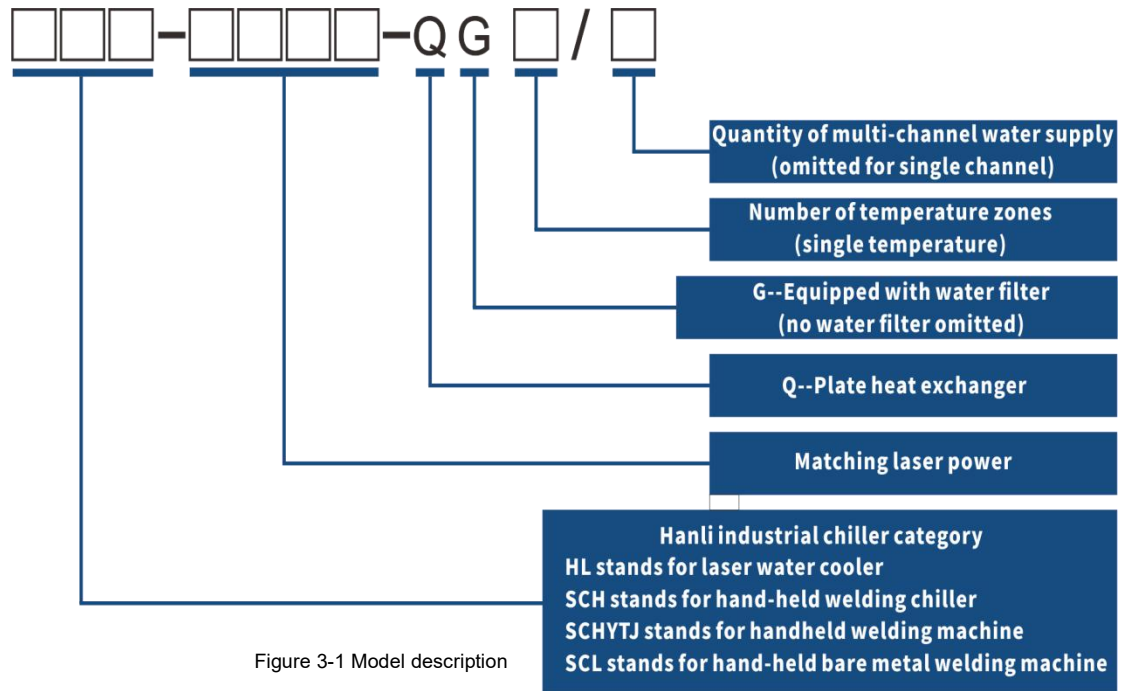 □□□-□□□□-QG□/□
Quantity of multi-channel water supply
(omitted for single channel)
Number of temperature zones
(single temperature)
G--Equipped with water filter
(no water filter omitted)
Q--Plate heat exchanger
Matching laser power
Hanli industrial chiller category
HL stands for laser water cooler
SCH stands for hand-held welding chiller
SCHYTJ stands for handheld welding machine
SCL stands for hand-held bare metal welding machine
Figure 3-1 Model description